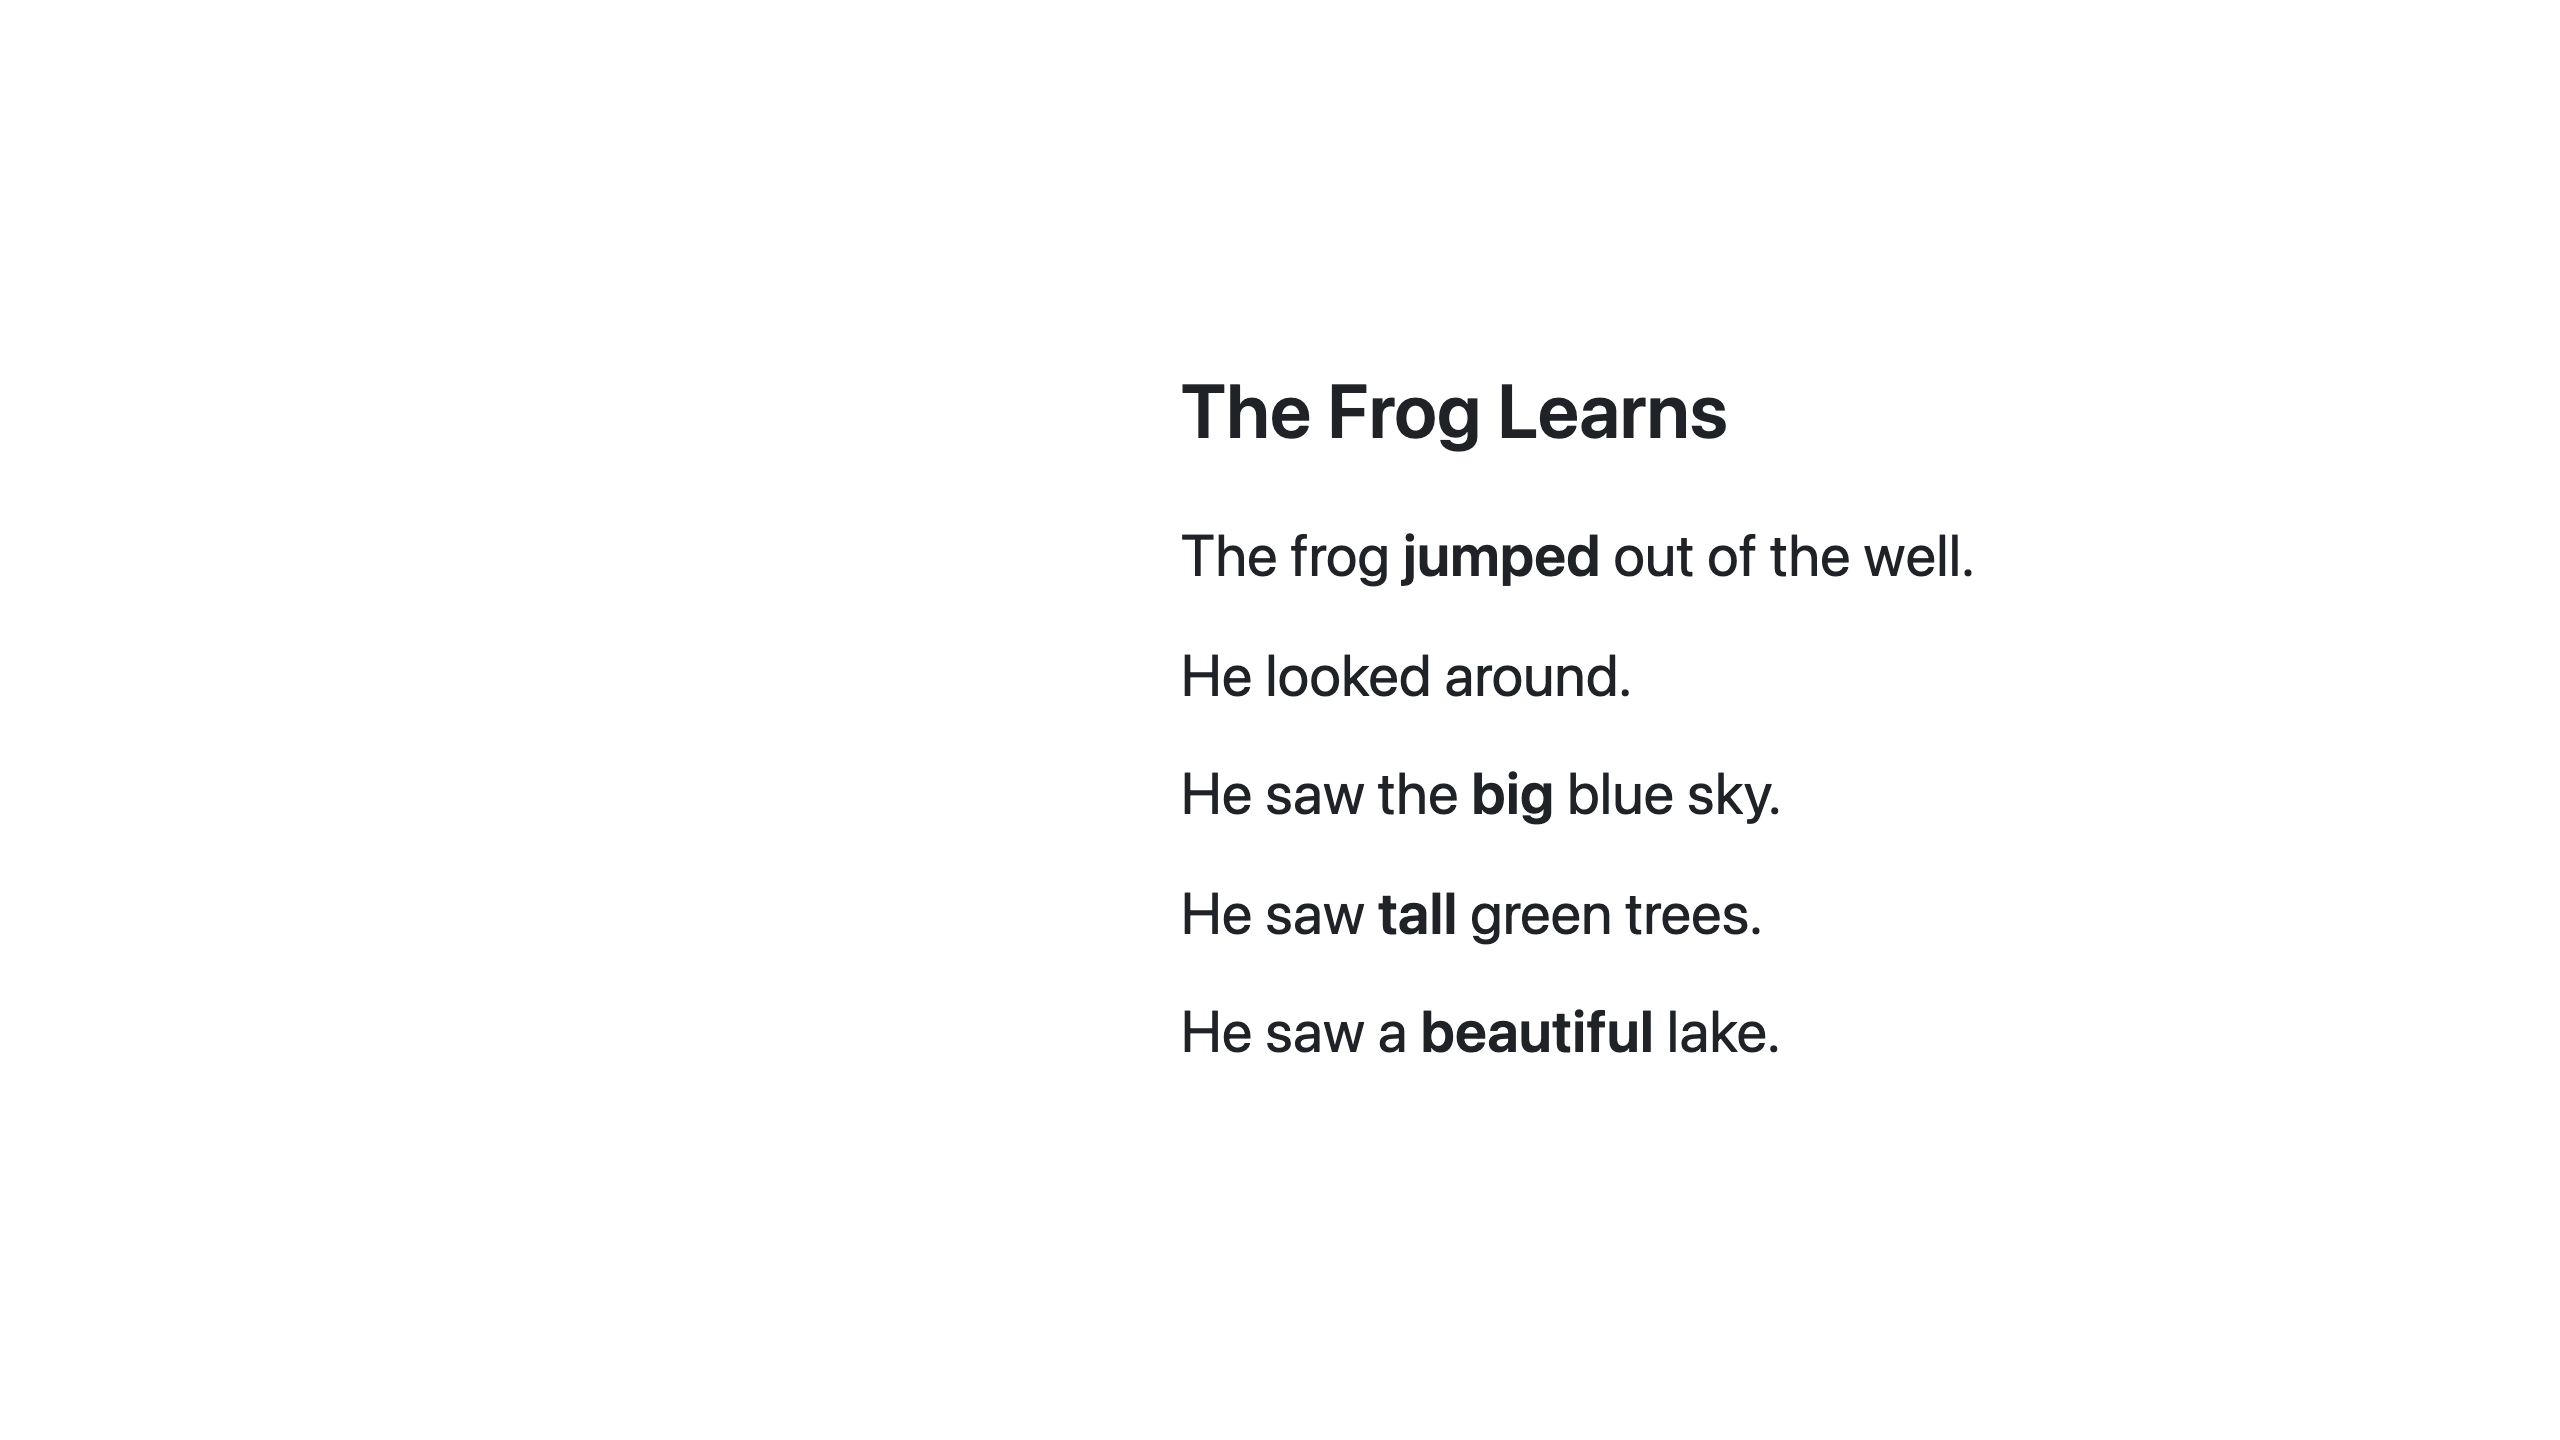 The Frog Learns
The frog jumped out of the well.
He looked around.
He saw the big blue sky.
He saw tall green trees.
He saw a beautiful lake.